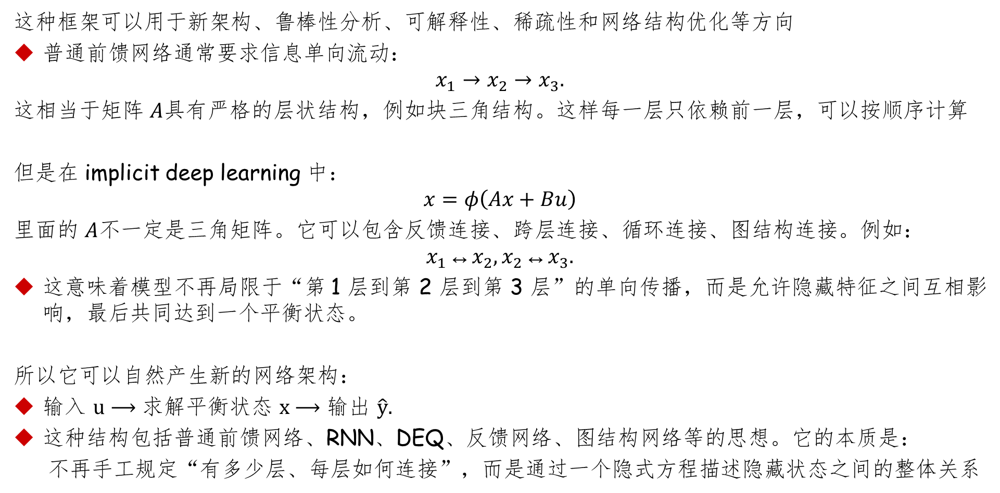 这种框架可以用于新架构、鲁棒性分析、可解释性、稀疏性和网络结构优化等方向
◆ 普通前馈网络通常要求信息单向流动：
x₁ → x₂ → x₃.
这相当于矩阵 A具有严格的层状结构，例如块三角结构。这样每一层只依赖前一层，可以按顺序计算
但是在 implicit deep learning 中：
x = ϕ(Ax + Bu)
里面的 A不一定是三角矩阵。它可以包含反馈连接、跨层连接、循环连接、图结构连接。例如：
x₁ ↔ x₂, x₂ ↔ x₃.
◆ 这意味着模型不再局限于“第 1 层到第 2 层到第 3 层”的单向传播，而是允许隐藏特征之间互相影
响，最后共同达到一个平衡状态。
所以它可以自然产生新的网络架构：
◆ 输入 u ⟶ 求解平衡状态 x ⟶ 输出 ŷ.
◆ 这种结构包括普通前馈网络、RNN、DEQ、反馈网络、图结构网络等的思想。它的本质是：
不再手工规定“有多少层、每层如何连接”，而是通过一个隐式方程描述隐藏状态之间的整体关系